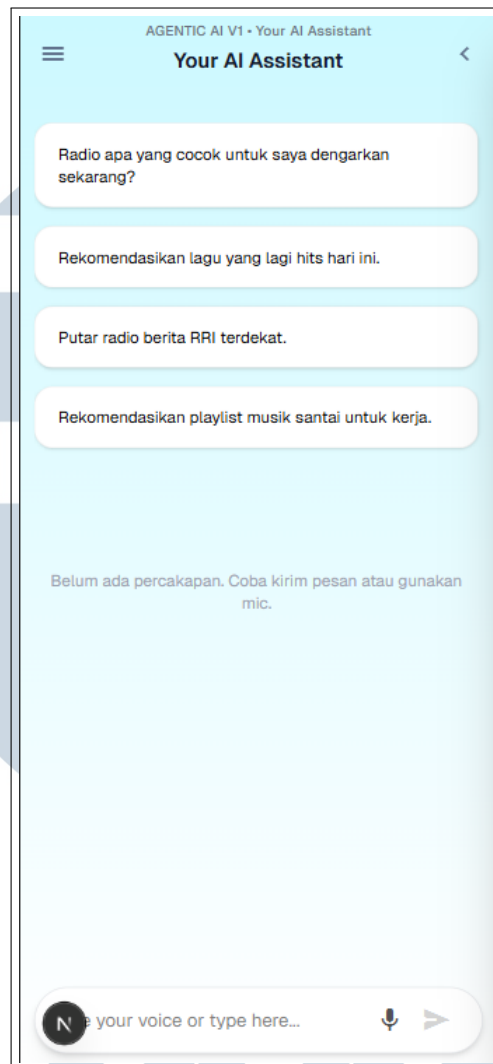 AGENTIC AI V1 • Your AI Assistant
Your AI Assistant
Radio apa yang cocok untuk saya dengarkan
sekarang?
Rekomendasikan lagu yang lagi hits hari ini.
Putar radio berita RRI terdekat.
Rekomendasikan playlist musik santai untuk kerja.
Belum ada percakapan. Coba kirim pesan atau gunakan
mic.
N your voice or type here...